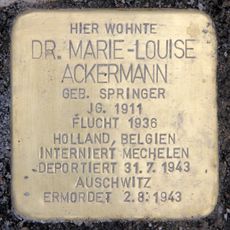 HIER WOHNTE
DR. MARIE-LOUISE
ACKERMANN
GEB. SPRINGER
JG. 1911
FLUCHT 1936
HOLLAND, BELGIEN
INTERNIERT MECHELEN
DEPORTIERT 31.7.1943
AUSCHWITZ
ERMORDET 2.8.1943